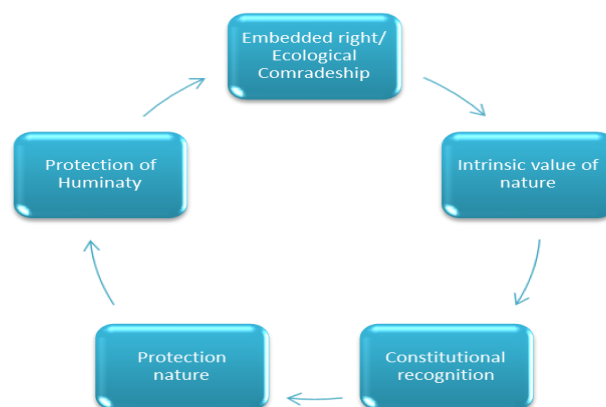 Embedded right/
Ecological
Comradeship
Intrinsic value of
nature
Constitutional
recognition
Protection
nature
Protection of
Huminaty